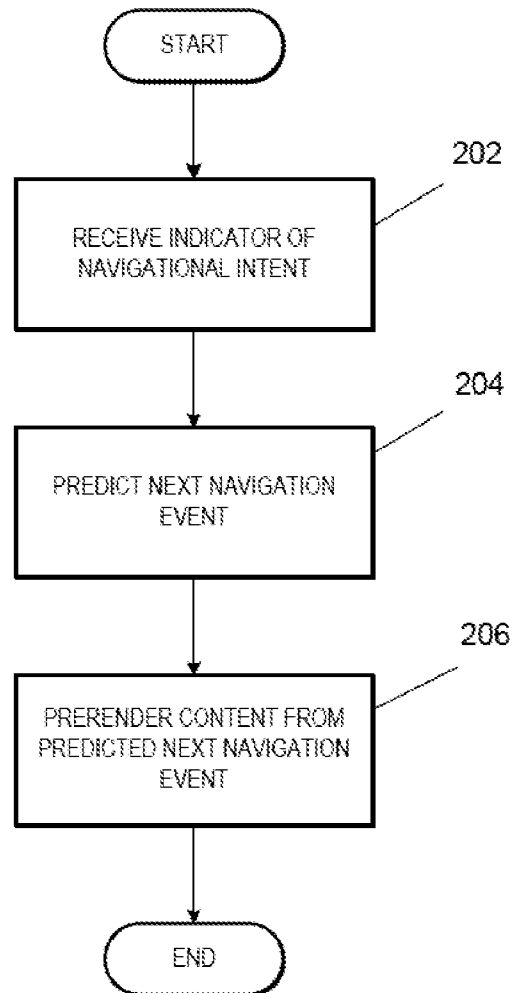 START
202
RECEIVE INDICATOR OF
NAVIGATIONAL INTENT
204
PREDICT NEXT NAVIGATION
EVENT
206
PRERENDER CONTENT FROM
PREDICTED NEXT NAVIGATION
EVENT
END